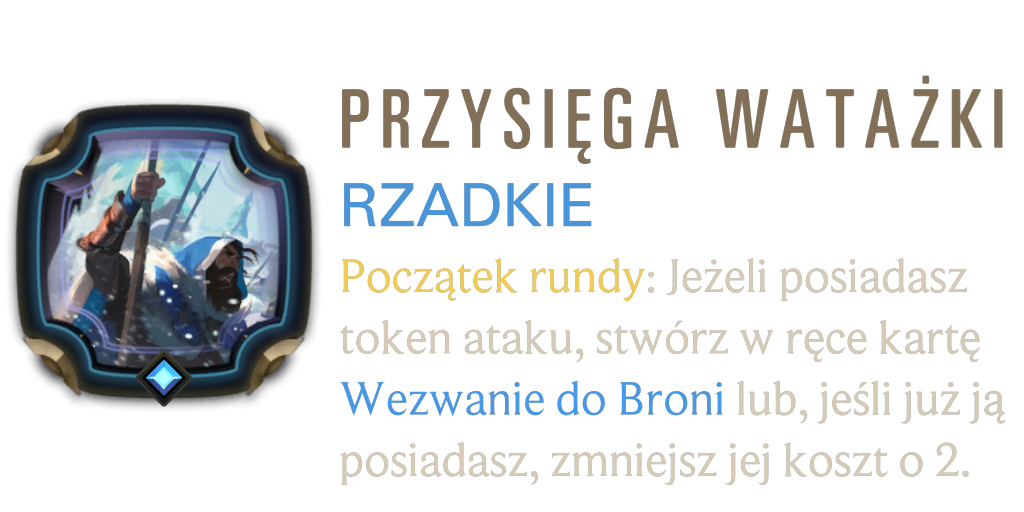 PRZYSIĘGA WATAŻKI
RZADKIE
Początek rundy: Jeżeli posiadasz
token ataku, stwórz w ręce kartę
Wezwanie do Broni lub, jeśli już ją
posiadasz, zmniejsz jej koszt o 2.